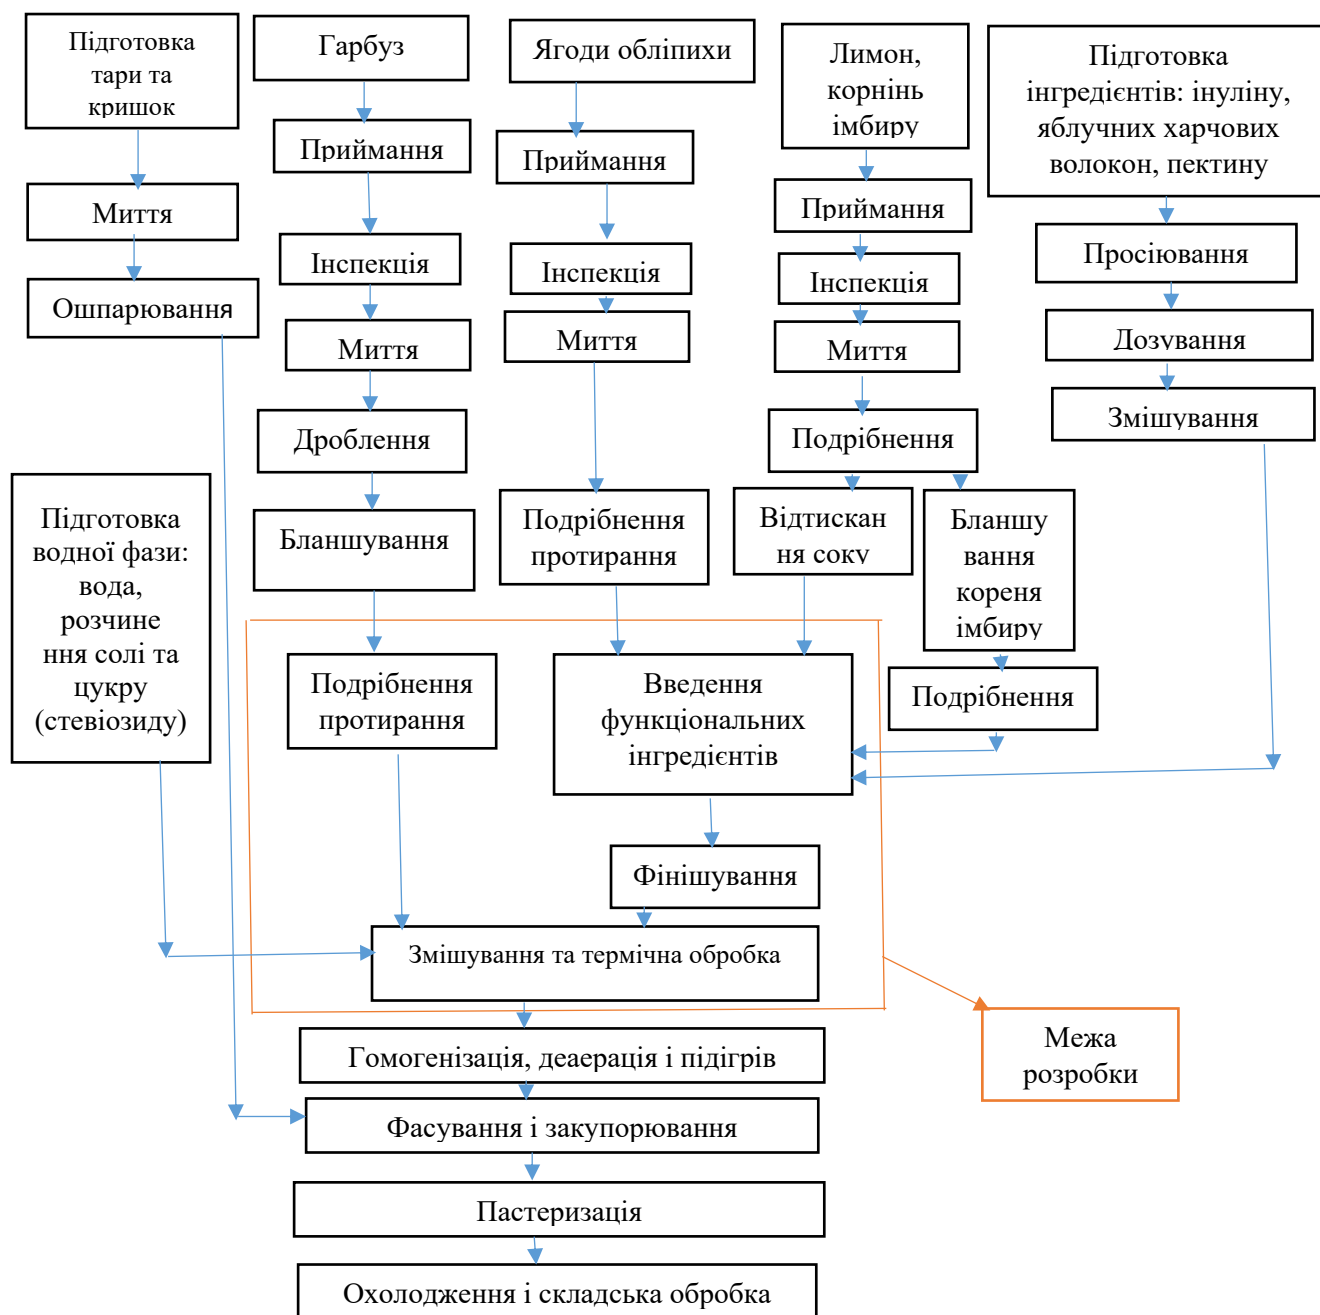 Підготовка
тари та
кришок
Гарбуз
Ягоди обліпихи
Лимон,
корнінь
імбиру
Підготовка
інгредієнтів: інуліну,
яблучних харчових
волокон, пектину
Приймання
Приймання
Приймання
Миття
Інспекція
Інспекція
Інспекція
Просіювання
Ошпарювання
Миття
Миття
Миття
Дозування
Дроблення
Подрібнення
Змішування
Підготовка
водної фази:
вода,
розчине
ння солі та
цукру
(стевіозиду)
Бланшування
Подрібнення
протирання
Відтискан
ня соку
Бланшу
вання
кореня
імбиру
Подрібнення
протирання
Введення
функціональних
інгредієнтів
Подрібнення
Фінішування
Змішування та термічна обробка
Гомогенізація, деаерація і підігрів
Межа
розробки
Фасування і закупорювання
Пастеризація
Охолодження і складська обробка